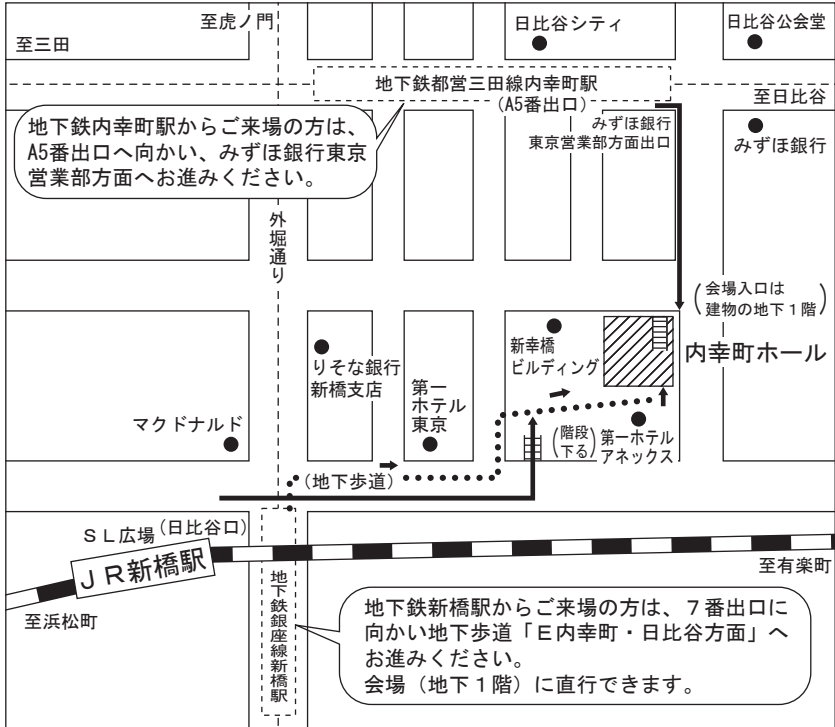 至虎ノ門
至三田
日比谷シティ
日比谷公会堂
地下鉄都営三田線内幸町駅
(A5番出口)
至日比谷
みずほ銀行
東京営業部方面出口
みずほ銀行
地下鉄内幸町駅からご来場の方は、
A5番出口へ向かい、みずほ銀行東京
営業部方面へお進みください。
外堀通り
(会場入口は
建物の地下1階)
内幸町ホール
新幸橋
ビルディング
りそな銀行
新橋支店
第一
ホテル
東京
マクドナルド
(階段
下る)
第一ホテル
アネックス
(地下歩道)
SL広場
(日比谷口)
JR新橋駅
至浜松町
至有楽町
地下鉄銀座線新橋駅
地下鉄新橋駅からご来場の方は、7番出口に
向かい地下歩道「E内幸町・日比谷方面」へ
お進みください。
会場(地下1階)に直行できます。